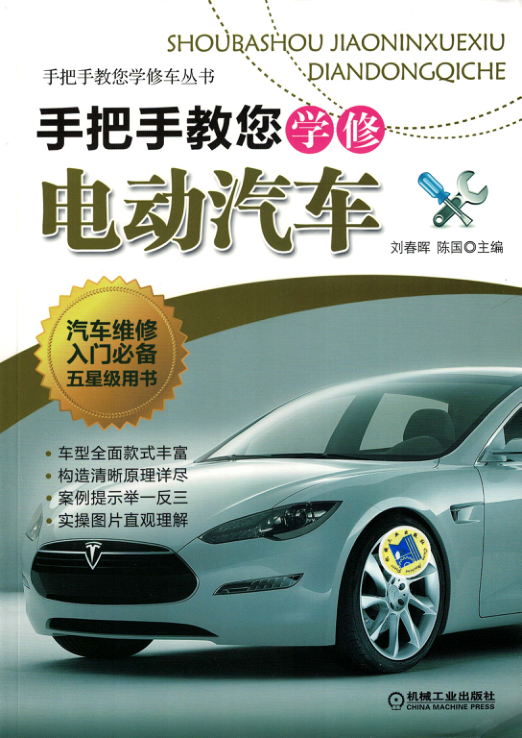 SHOUBASHOU JIAONINXUEXIU
DIANDONGQICHE
手把手教您学修车丛书
手把手教您学修
电动汽车
刘春晖 陈国◎主编
汽车维修
入门必备
五星级用书
·车型全面款式丰富
·构造清晰原理详尽
·案例提示举一反三
·实操图片直观理解
机械工业出版社
CHINA MACHINE PRESS